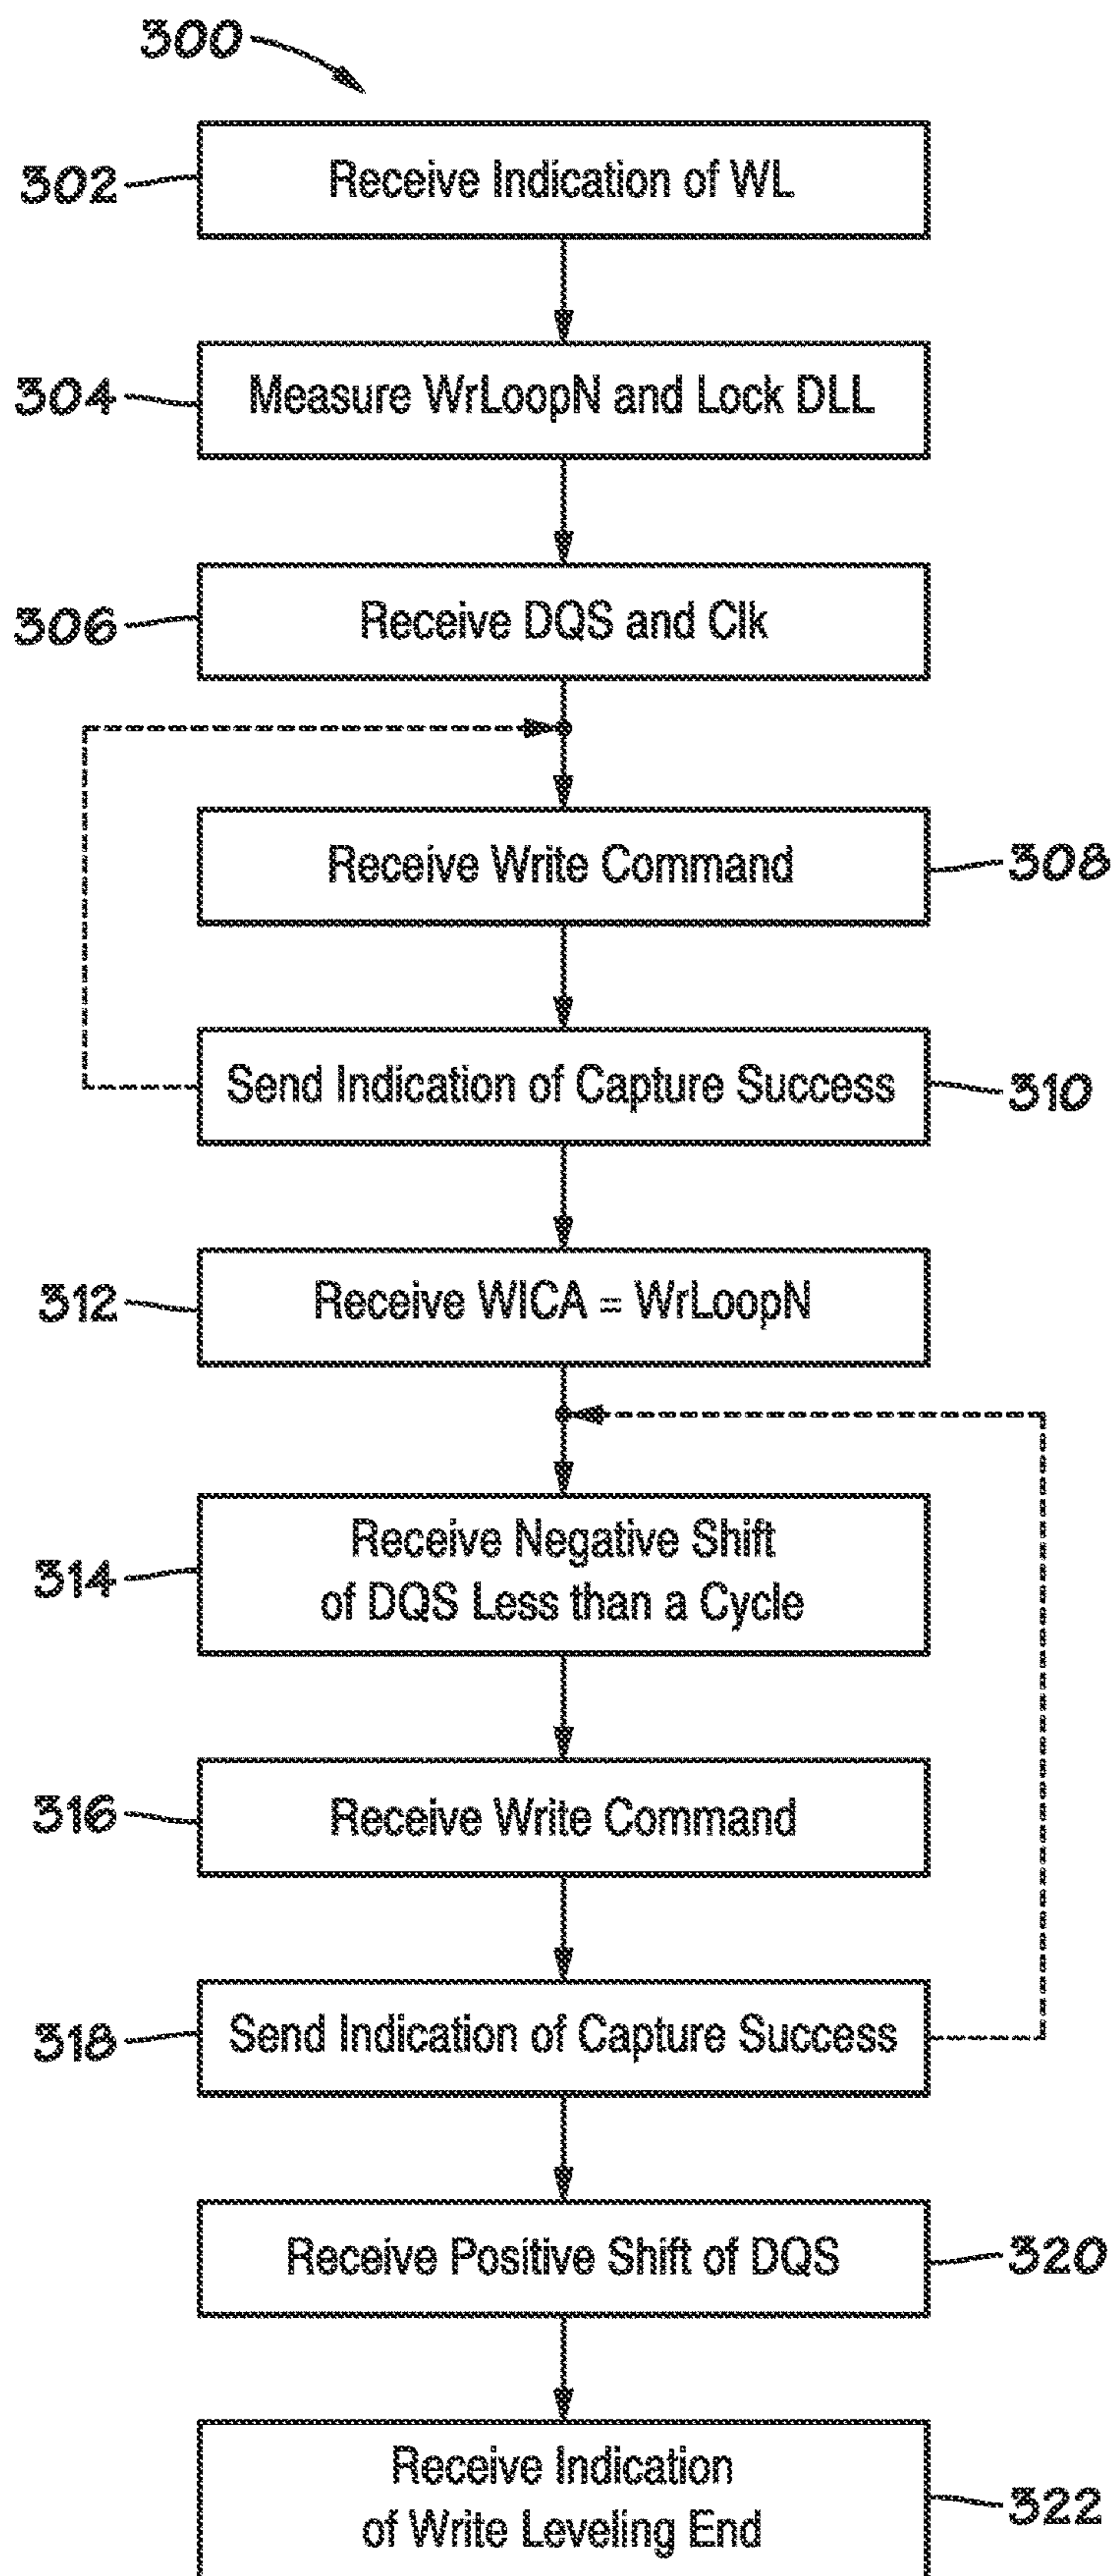 300
302
Receive Indication of WL
304
Measure WrLoopN and Lock DLL
306
Receive DQS and Clk
Receive Write Command
308
Send Indication of Capture Success
310
312
Receive WICA = WrLoopN
314
Receive Negative Shift
of DQS Less than a Cycle
316
Receive Write Command
318
Send Indication of Capture Success
Receive Positive Shift of DQS
320
Receive Indication
of Write Leveling End
322